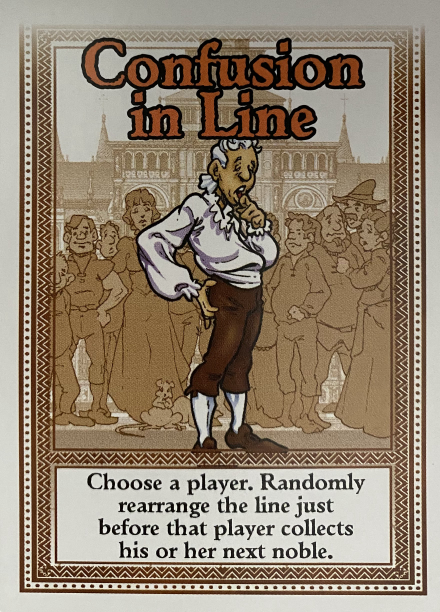 Confusion
in Line
Choose a player. Randomly
rearrange the line just
before that player collects
his or her next noble.